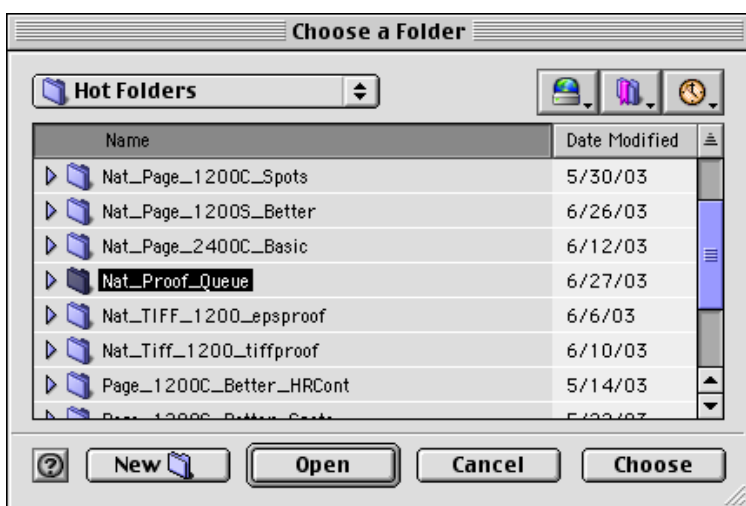 Choose a Folder
Hot Folders
Name Date Modified
Nat_Page_1200C_Spots 5/30/03
Nat_Page_1200S_Better 6/26/03
Nat_Page_2400C_Basic 6/12/03
Nat_Proof_Queue 6/27/03
Nat_TIFF_1200_epsproof 6/6/03
Nat_Tiff_1200_tiffproof 6/10/03
Page_1200C_Better_HRCont 5/14/03
? New Open Cancel Choose